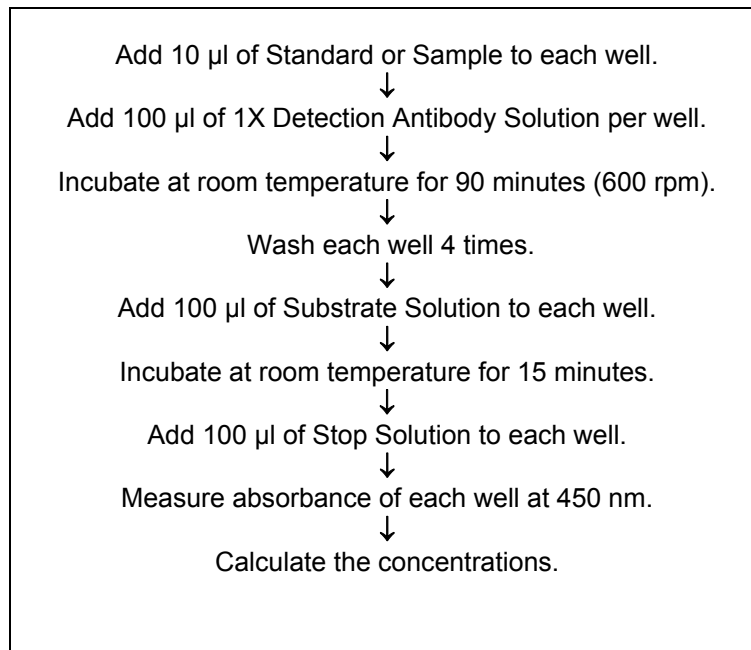 Add 10 µl of Standard or Sample to each well.
↓
Add 100 µl of 1X Detection Antibody Solution per well.
↓
Incubate at room temperature for 90 minutes (600 rpm).
↓
Wash each well 4 times.
↓
Add 100 µl of Substrate Solution to each well.
↓
Incubate at room temperature for 15 minutes.
↓
Add 100 µl of Stop Solution to each well.
↓
Measure absorbance of each well at 450 nm.
↓
Calculate the concentrations.